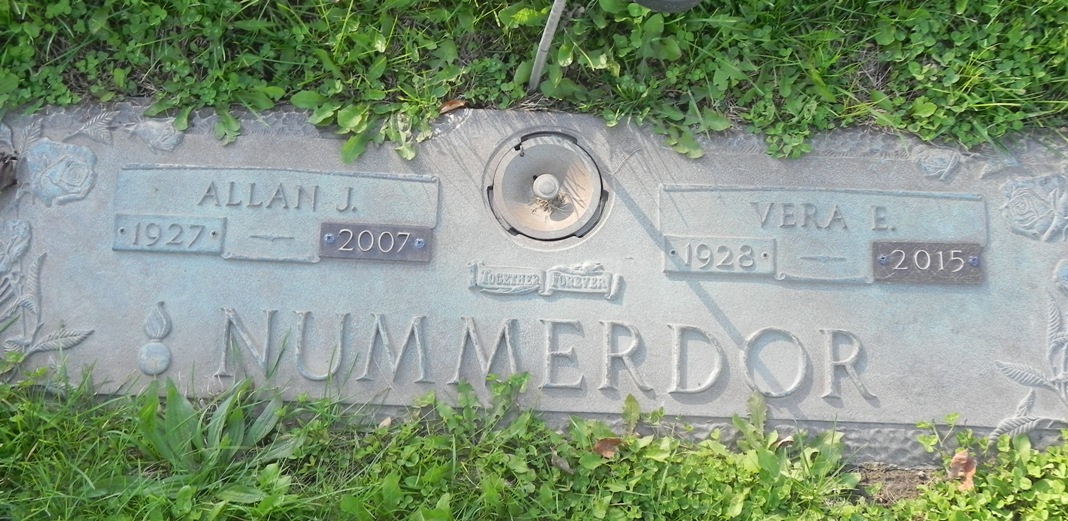 ALLAN J.
1927 — 2007
VERA E.
1928 — 2015
TOGETHER FOREVER
NUMMERDOR